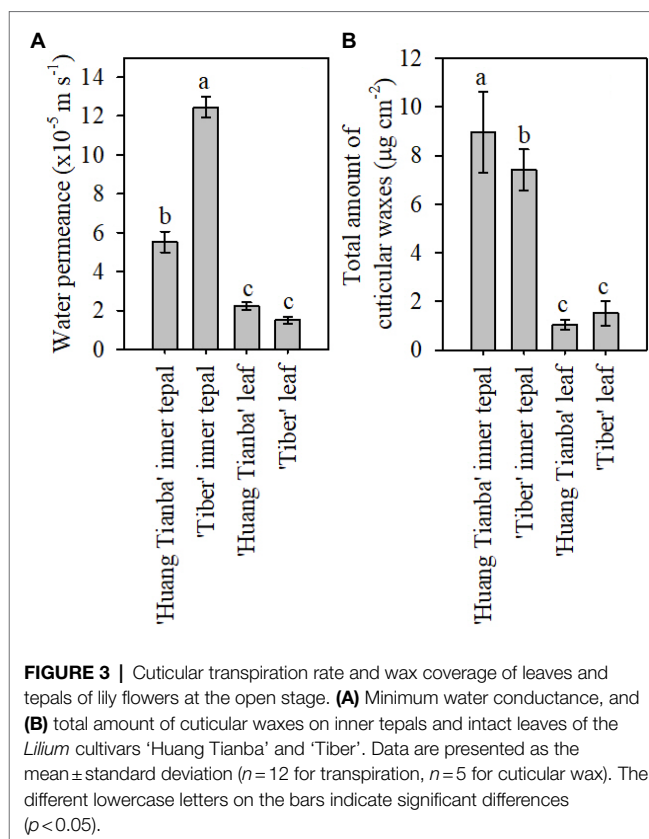 A
Water permeance (x10⁻⁵ m s⁻¹)
14
12
10
8
6
4
2
0
b
a
c
c
'Huang Tianba' inner tepal
'Tiber' inner tepal
'Huang Tianba' leaf
'Tiber' leaf
B
Total amount of
cuticular waxes (µg cm⁻²)
12
10
8
6
4
2
0
a
b
c
c
'Huang Tianba' inner tepal
'Tiber' inner tepal
'Huang Tianba' leaf
'Tiber' leaf
FIGURE 3 | Cuticular transpiration rate and wax coverage of leaves and
tepals of lily flowers at the open stage. (A) Minimum water conductance, and
(B) total amount of cuticular waxes on inner tepals and intact leaves of the
Lilium cultivars ‘Huang Tianba’ and ‘Tiber’. Data are presented as the
mean ± standard deviation (n = 12 for transpiration, n = 5 for cuticular wax). The
different lowercase letters on the bars indicate significant differences
(p < 0.05).